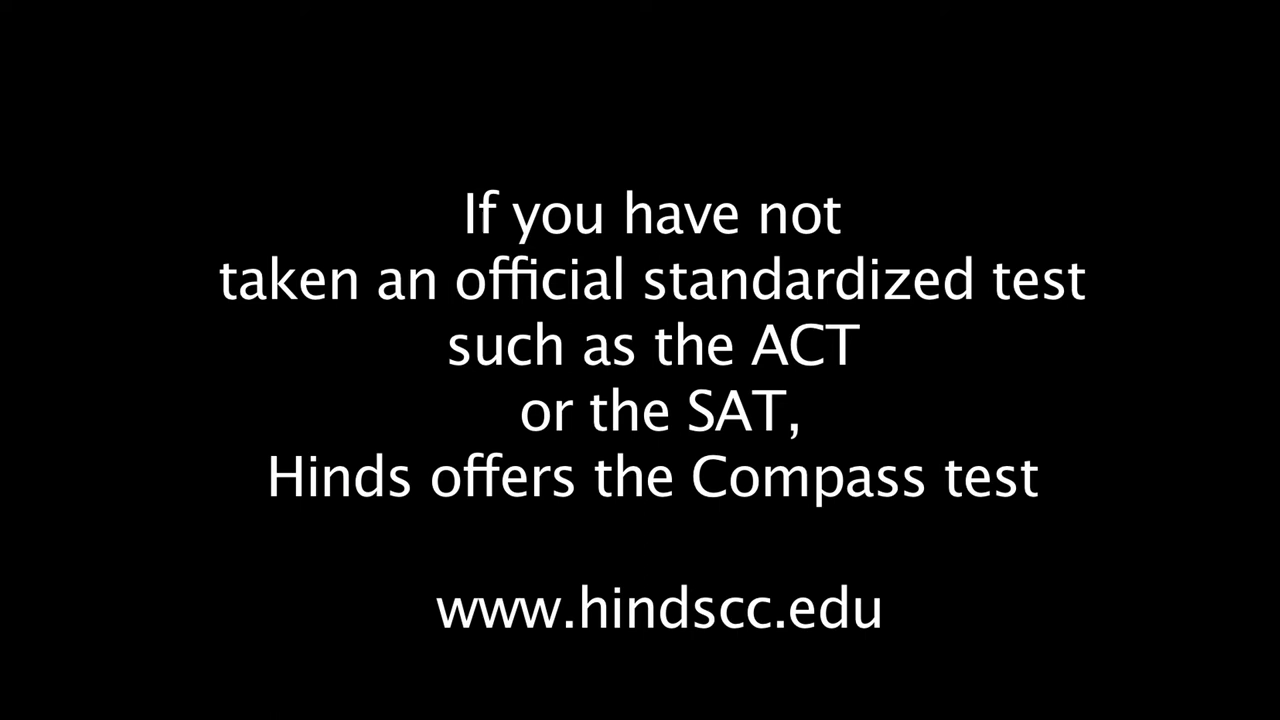 If you have not
taken an official standardized test
such as the ACT
or the SAT,
Hinds offers the Compass test
www.hindscc.edu